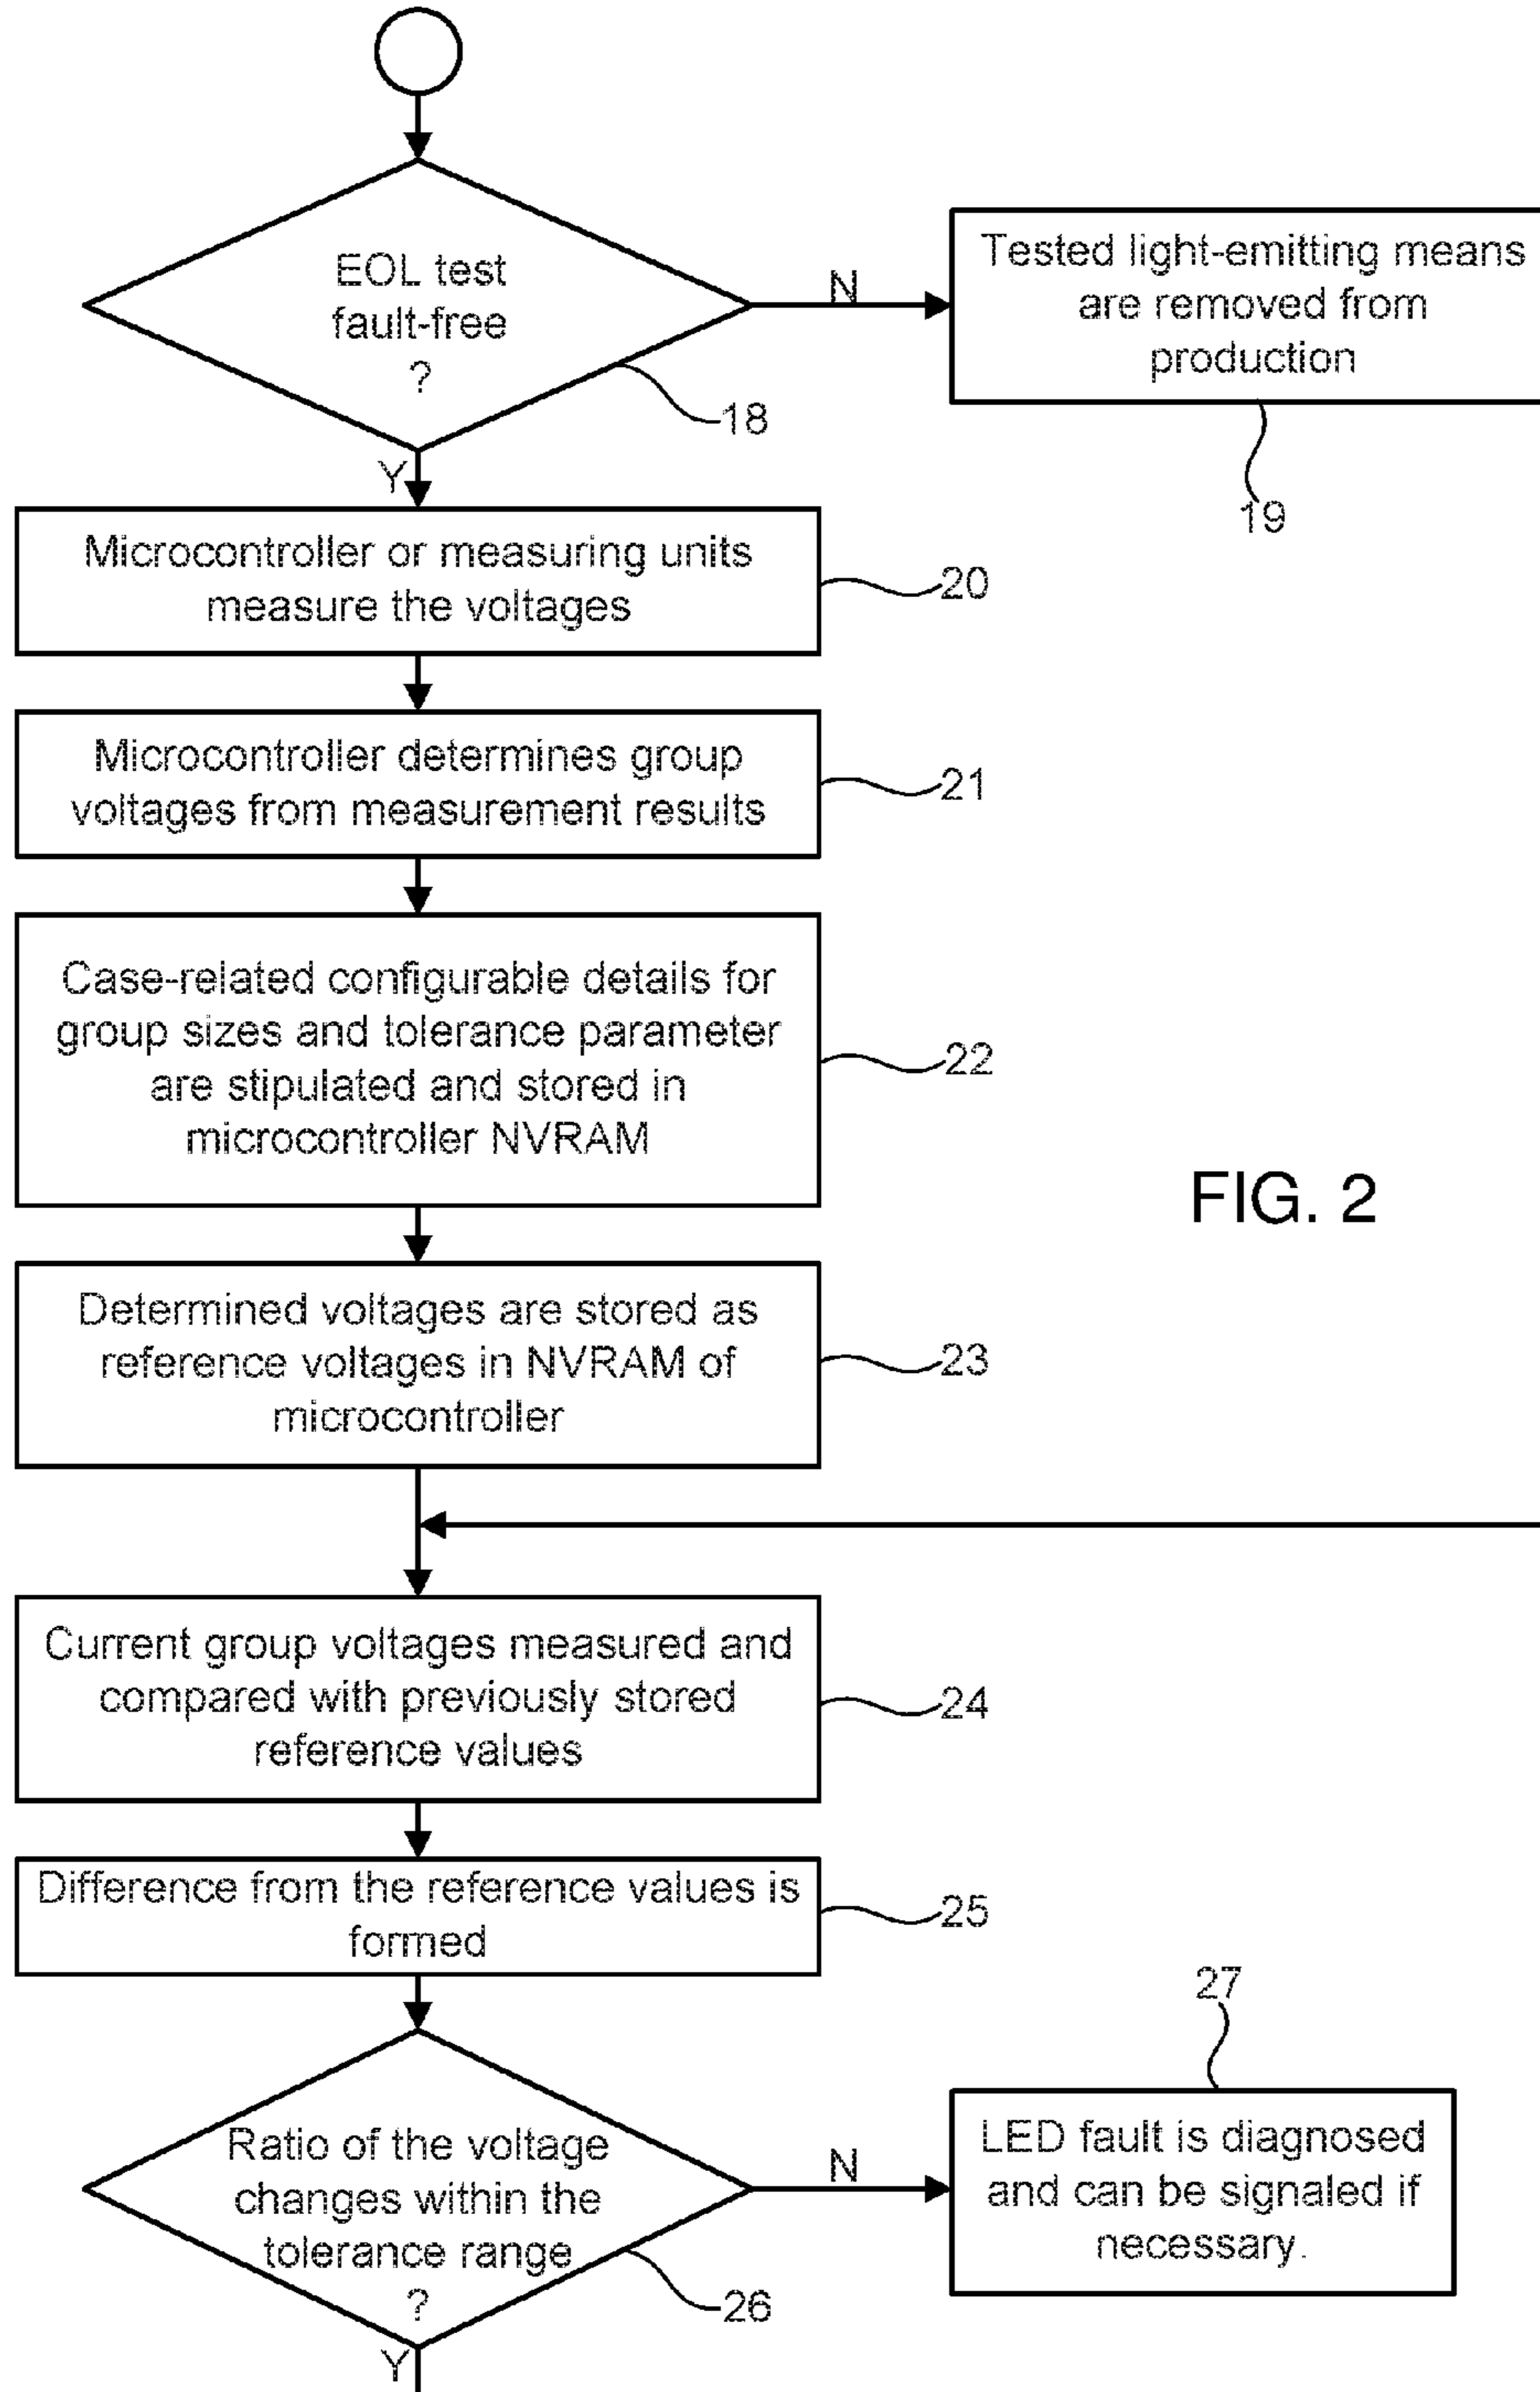 EOL test
fault-free
?
18
N
Tested light-emitting means
are removed from
production
19
Y
Microcontroller or measuring units
measure the voltages
20
Microcontroller determines group
voltages from measurement results
21
Case-related configurable details for
group sizes and tolerance parameter
are stipulated and stored in
microcontroller NVRAM
22
FIG. 2
Determined voltages are stored as
reference voltages in NVRAM of
microcontroller
23
Current group voltages measured and
compared with previously stored
reference values
24
Difference from the reference values is
formed
25
Ratio of the voltage
changes within the
tolerance range
?
26
N
27
LED fault is diagnosed
and can be signaled if
necessary.
Y